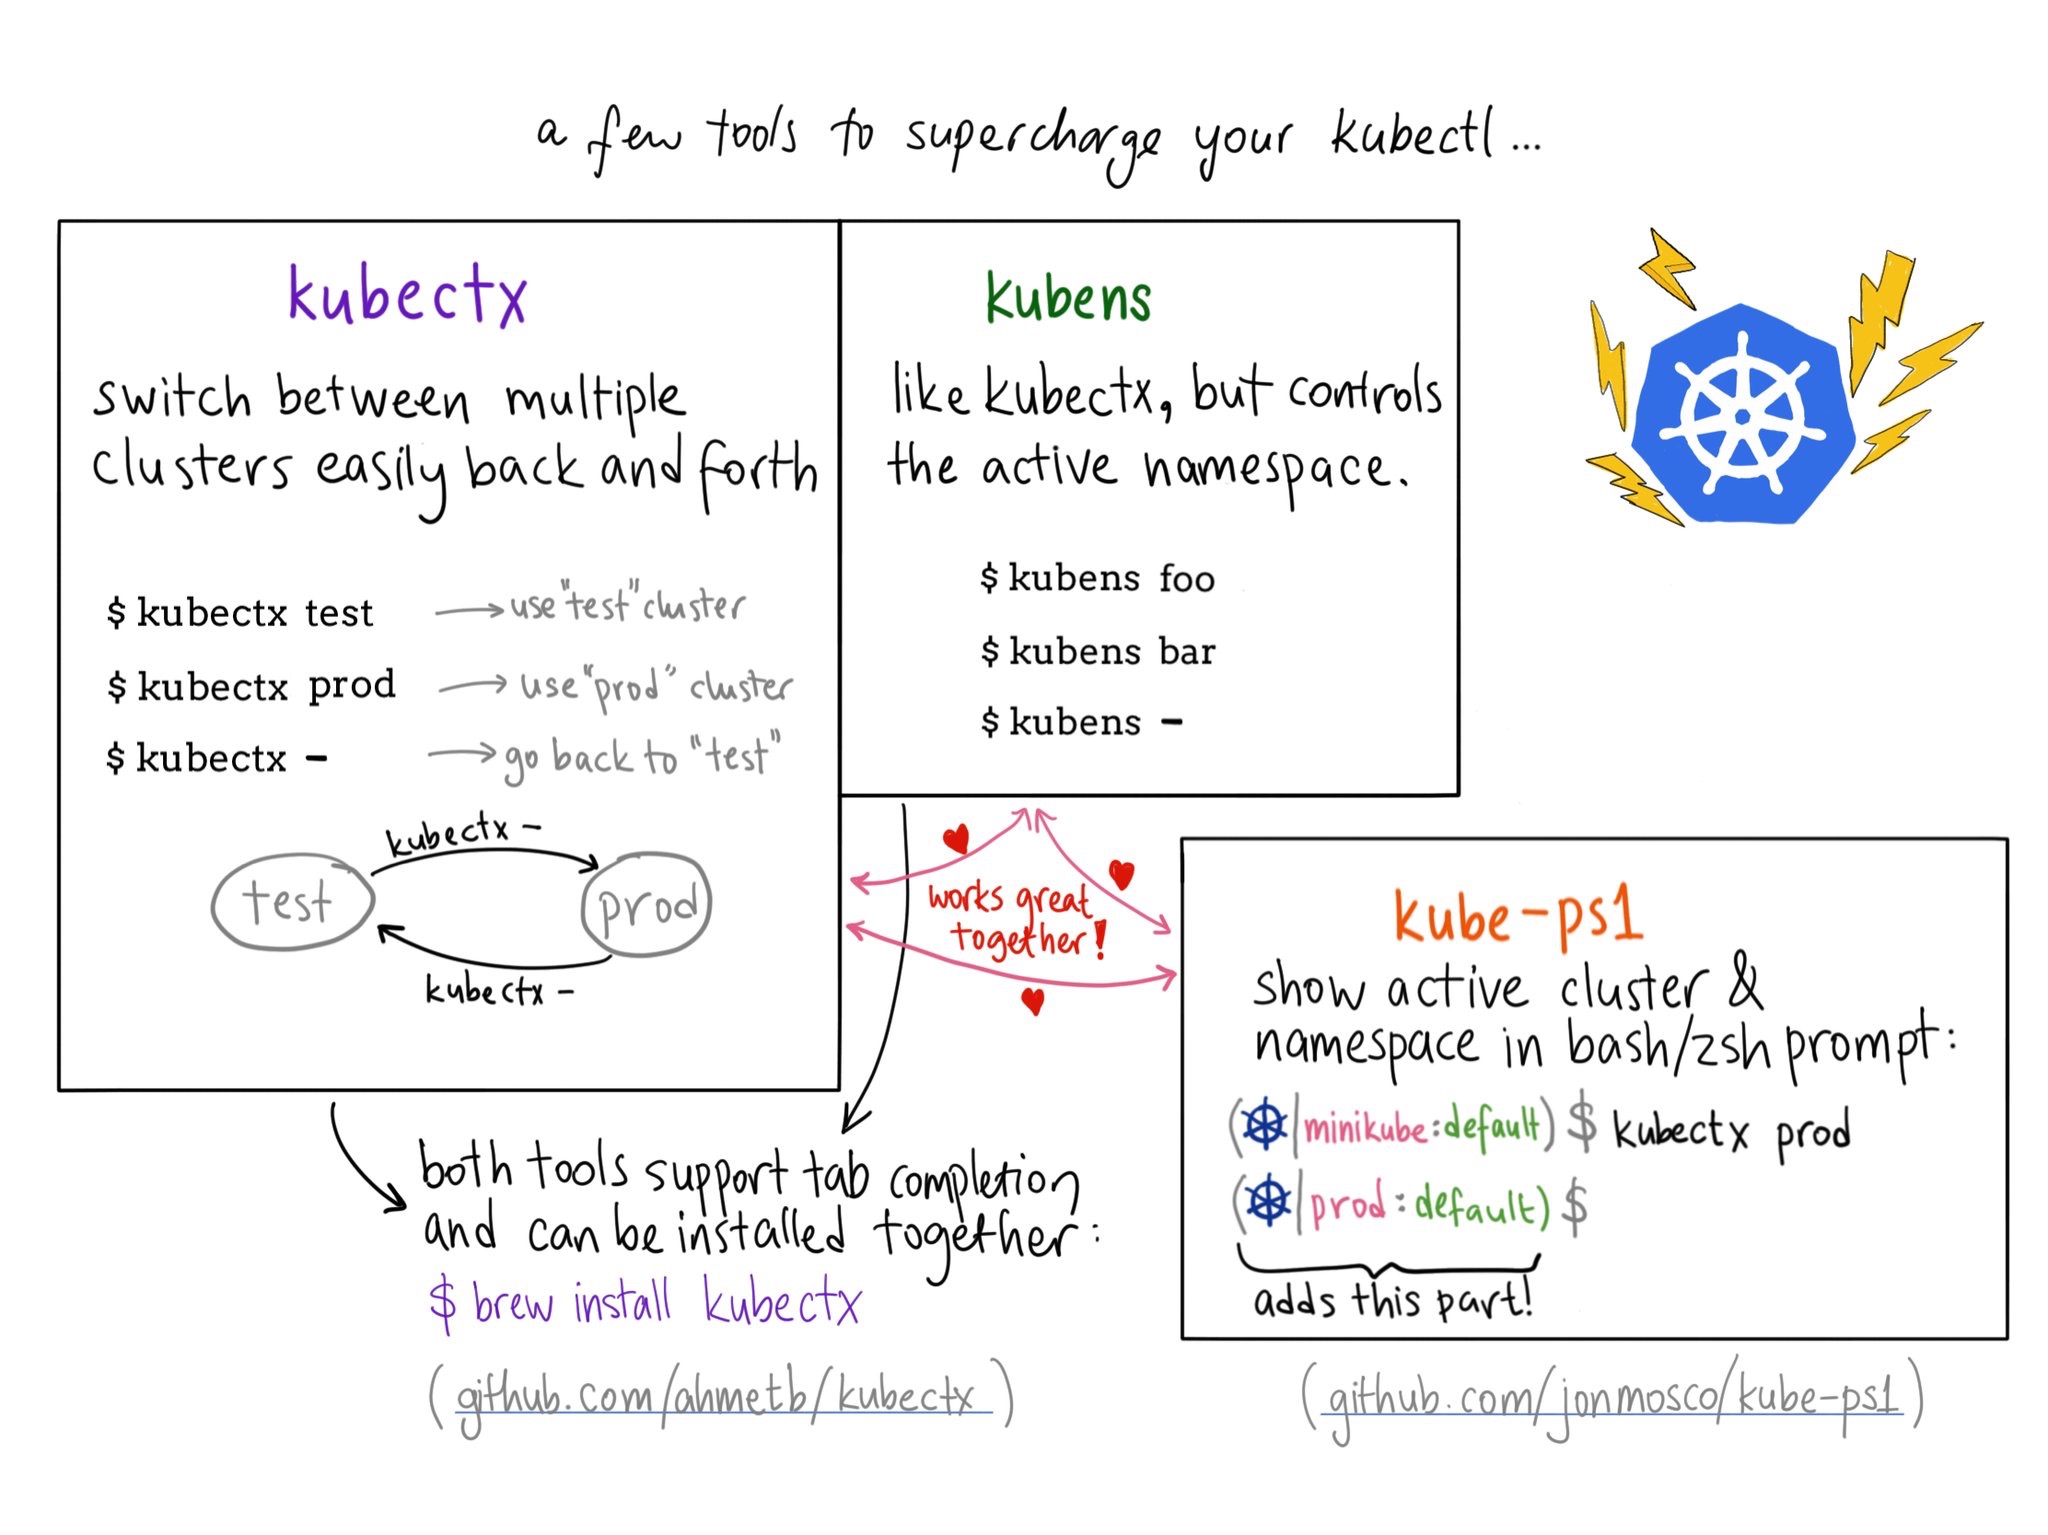 a few tools to supercharge your kubectl...
kubectx
switch between multiple
clusters easily back and forth
$ kubectx test → use "test" cluster
$ kubectx prod → use "prod" cluster
$ kubectx - → go back to "test"
kubectx -
test
prod
kubectx -
kubens
like kubectx, but controls
the active namespace.
$ kubens foo
$ kubens bar
$ kubens -
works great
together!
kube-ps1
show active cluster &
namespace in bash/zsh prompt:
(⎈|minikube:default) $ kubectx prod
(⎈|prod:default) $
adds this part!
both tools support tab completion
and can be installed together:
$ brew install kubectx
(github.com/ahmetb/kubectx)
(github.com/jonmosco/kube-ps1)